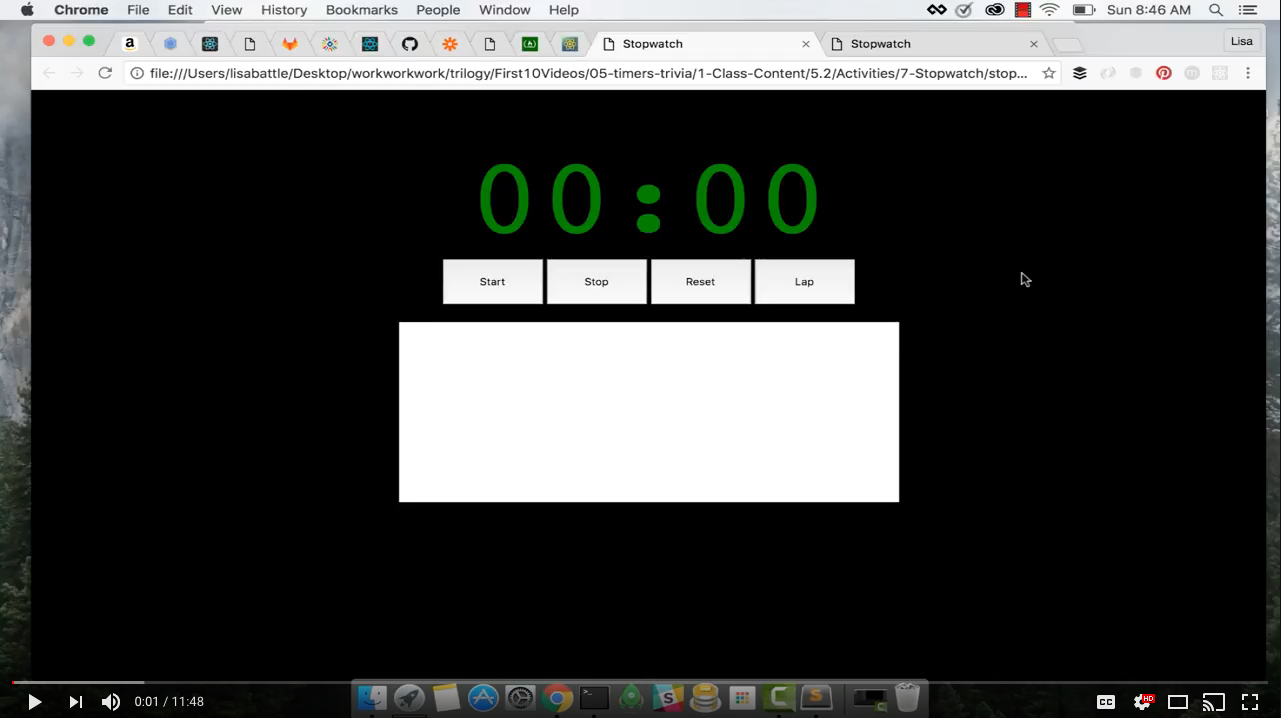 Chrome File Edit View History Bookmarks People Window Help Sun 8:46 AM
a Stopwatch Stopwatch Lisa
file:///Users/lisabattle/Desktop/workworkwork/trilogy/First10Videos/05-timers-trivia/1-Class-Content/5.2/Activities/7-Stopwatch/stop...
00:00
Start Stop Reset Lap
0:01 / 11:48 CC HD